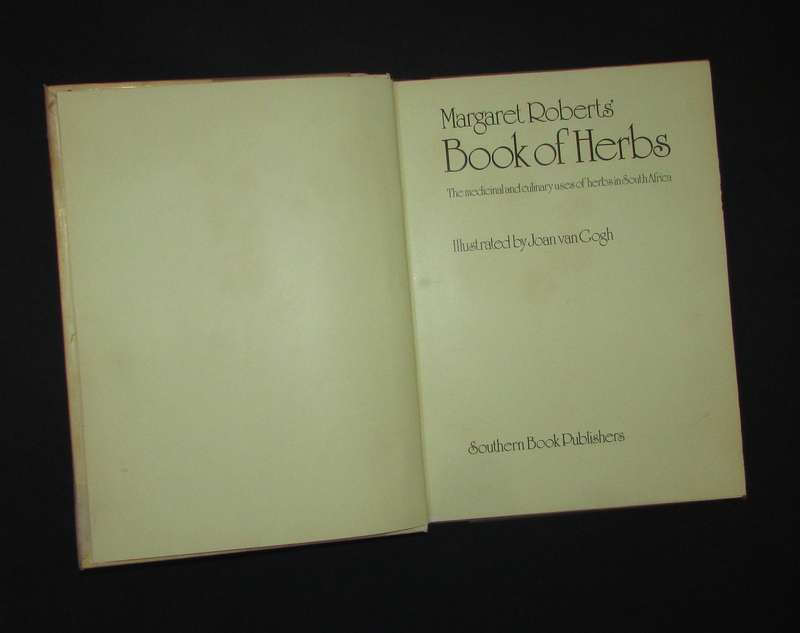 Margaret Roberts'
Book of Herbs
The medicinal and culinary uses of herbs in South Africa
Illustrated by Joan van Gogh
Southern Book Publishers